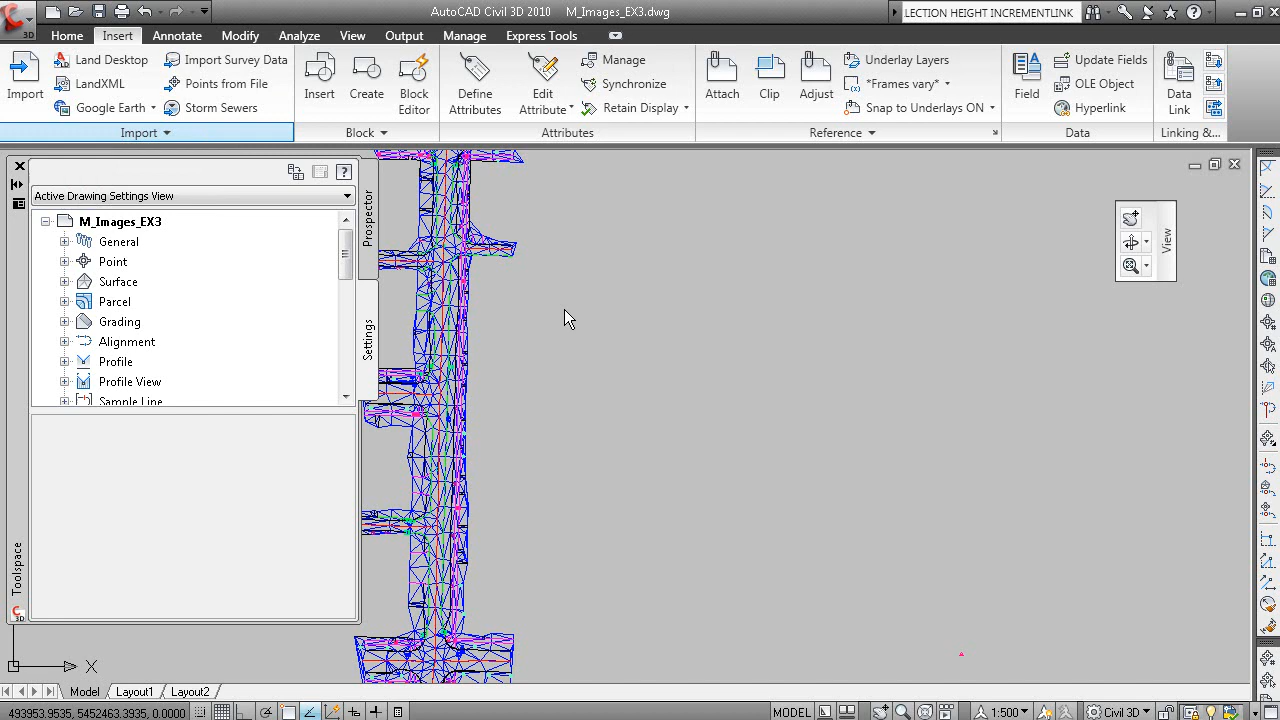 AutoCAD Civil 3D 2010 M_Images_EX3.dwg
LECTION HEIGHT INCREMENTLINK
3D
Home Insert Annotate Modify Analyze View Output Manage Express Tools
Import
Land Desktop
LandXML
Google Earth
Import Survey Data
Points from File
Storm Sewers
Import
Insert
Create
Block Editor
Block
Define Attributes
Edit Attribute
Manage
Synchronize
Retain Display
Attributes
Attach
Clip
Adjust
Underlay Layers
*Frames vary*
Snap to Underlays ON
Reference
Field
Update Fields
OLE Object
Hyperlink
Data
Data Link
Linking &...
Active Drawing Settings View
M_Images_EX3
General
Point
Surface
Parcel
Grading
Alignment
Profile
Profile View
Sample Line
Prospector
Settings
Toolspace
View
X
Model Layout1 Layout2
493953.9535, 5452463.3935, 0.0000
MODEL
1:500
Civil 3D